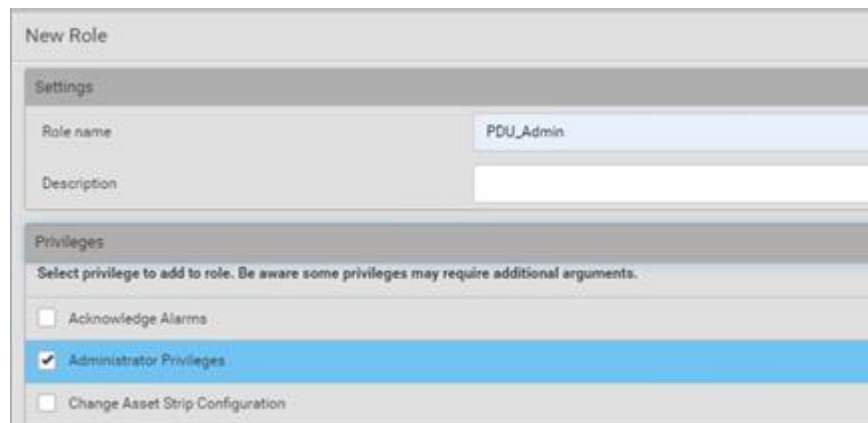 New Role
Settings
Role name PDU_Admin
Description
Privileges
Select privilege to add to role. Be aware some privileges may require additional arguments.
Acknowledge Alarms
Administrator Privileges
Change Asset Strip Configuration